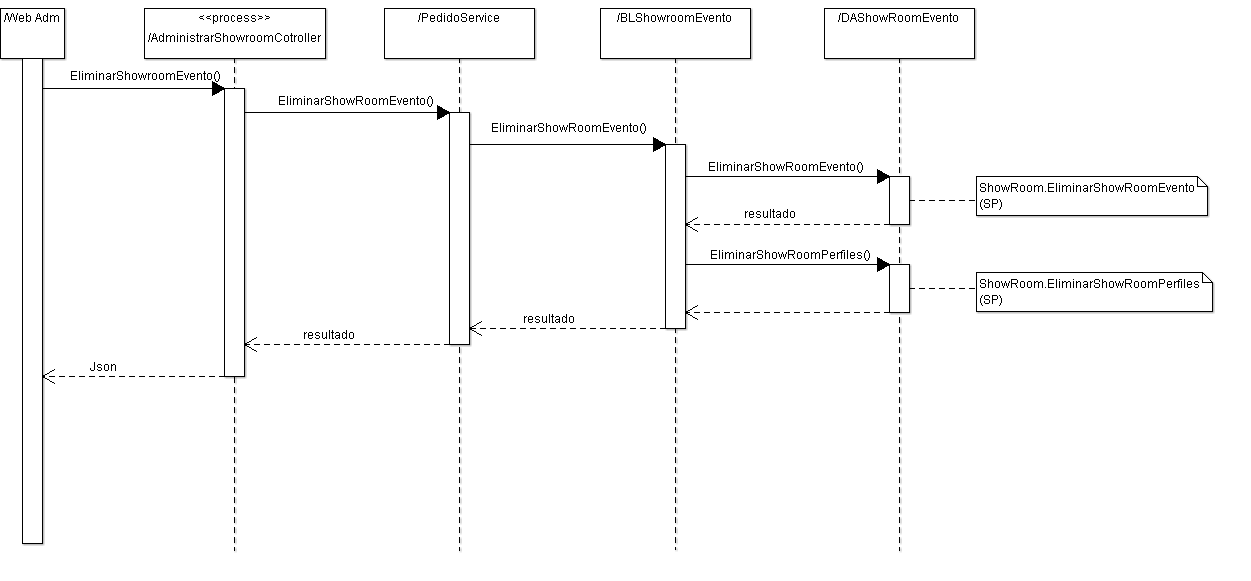 /Web Adm
<<process>>
/AdministrarShowroomCotroller
/PedidoService
/BLShowroomEvento
/DAShowRoomEvento
EliminarShowroomEvento()
EliminarShowRoomEvento()
EliminarShowRoomEvento()
EliminarShowRoomEvento()
ShowRoom.EliminarShowRoomEvento
(SP)
resultado
EliminarShowRoomPerfiles()
ShowRoom.EliminarShowRoomPerfiles
(SP)
resultado
resultado
Json